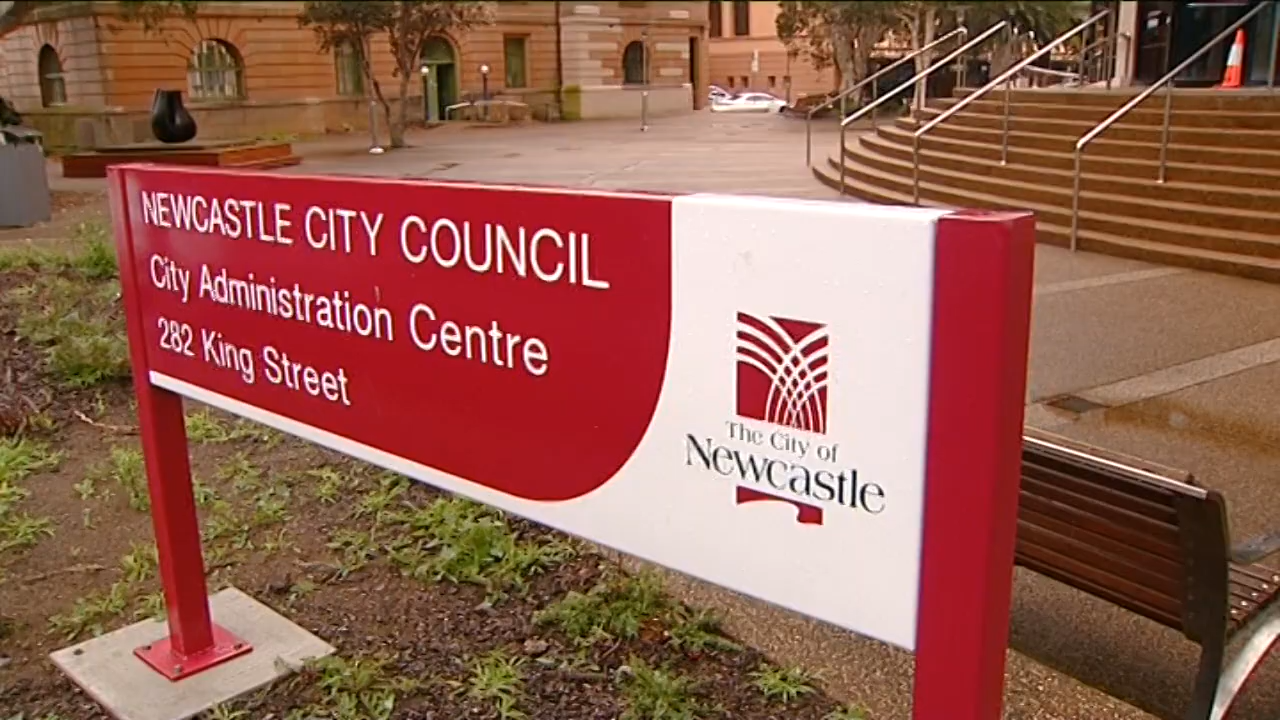 NEWCASTLE CITY COUNCIL
City Administration Centre
282 King Street
The City of
Newcastle